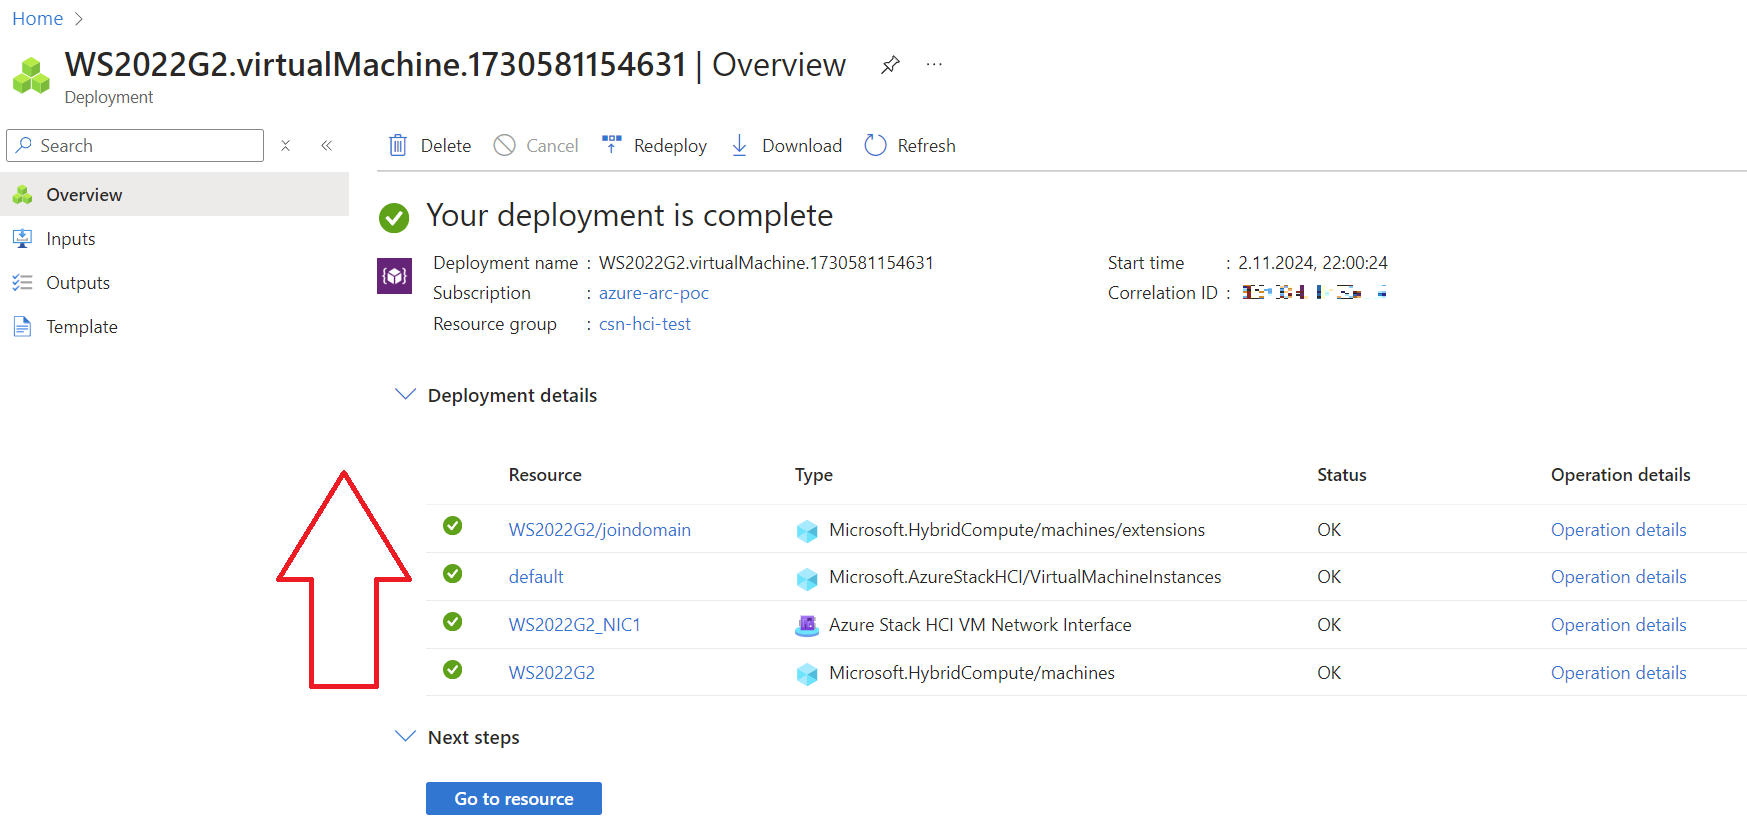 Home
WS2022G2.virtualMachine.1730581154631 | Overview
Deployment
Search
Delete Cancel Redeploy Download Refresh
Overview
Inputs
Outputs
Template
Your deployment is complete
Deployment name : WS2022G2.virtualMachine.1730581154631
Subscription : azure-arc-poc
Resource group : csn-hci-test
Start time : 2.11.2024, 22:00:24
Correlation ID :
Deployment details
Resource Type Status Operation details
WS2022G2/joindomain Microsoft.HybridCompute/machines/extensions OK Operation details
default Microsoft.AzureStackHCI/VirtualMachineInstances OK Operation details
WS2022G2_NIC1 Azure Stack HCI VM Network Interface OK Operation details
WS2022G2 Microsoft.HybridCompute/machines OK Operation details
Next steps
Go to resource